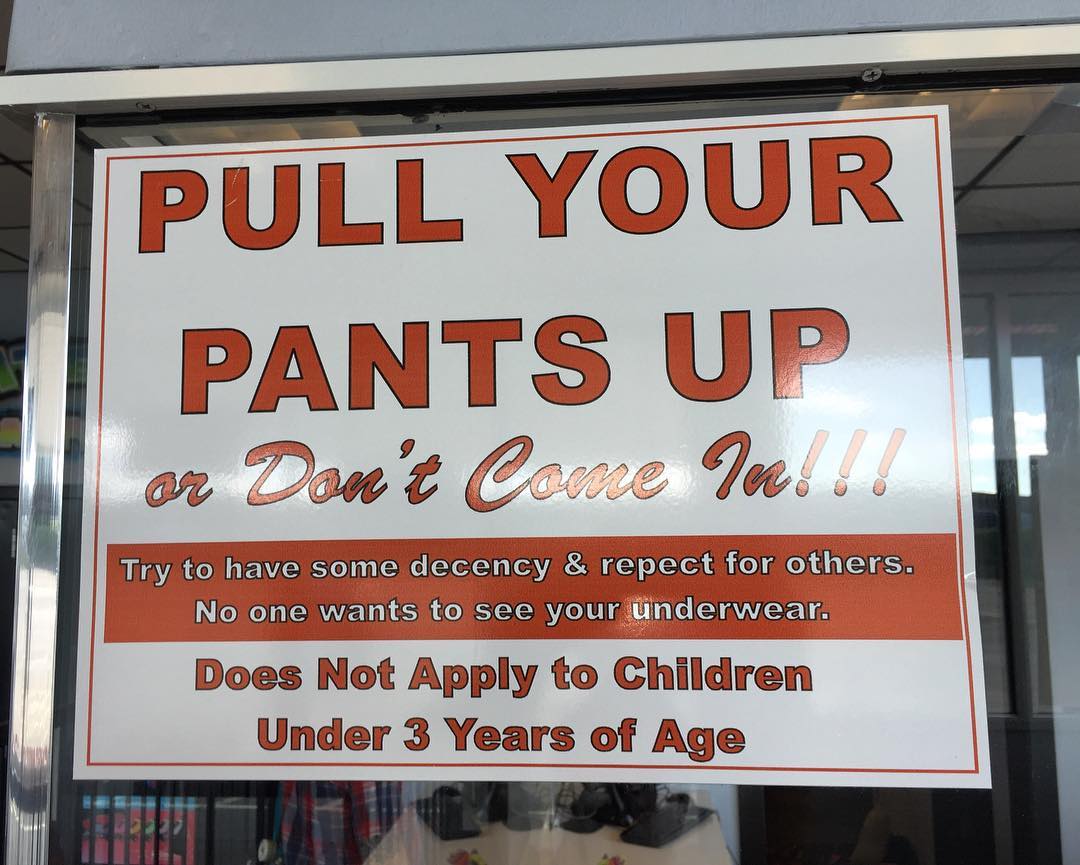 PULL YOUR
PANTS UP
or Don't Come In!!!
Try to have some decency & repect for others.
No one wants to see your underwear.
Does Not Apply to Children
Under 3 Years of Age